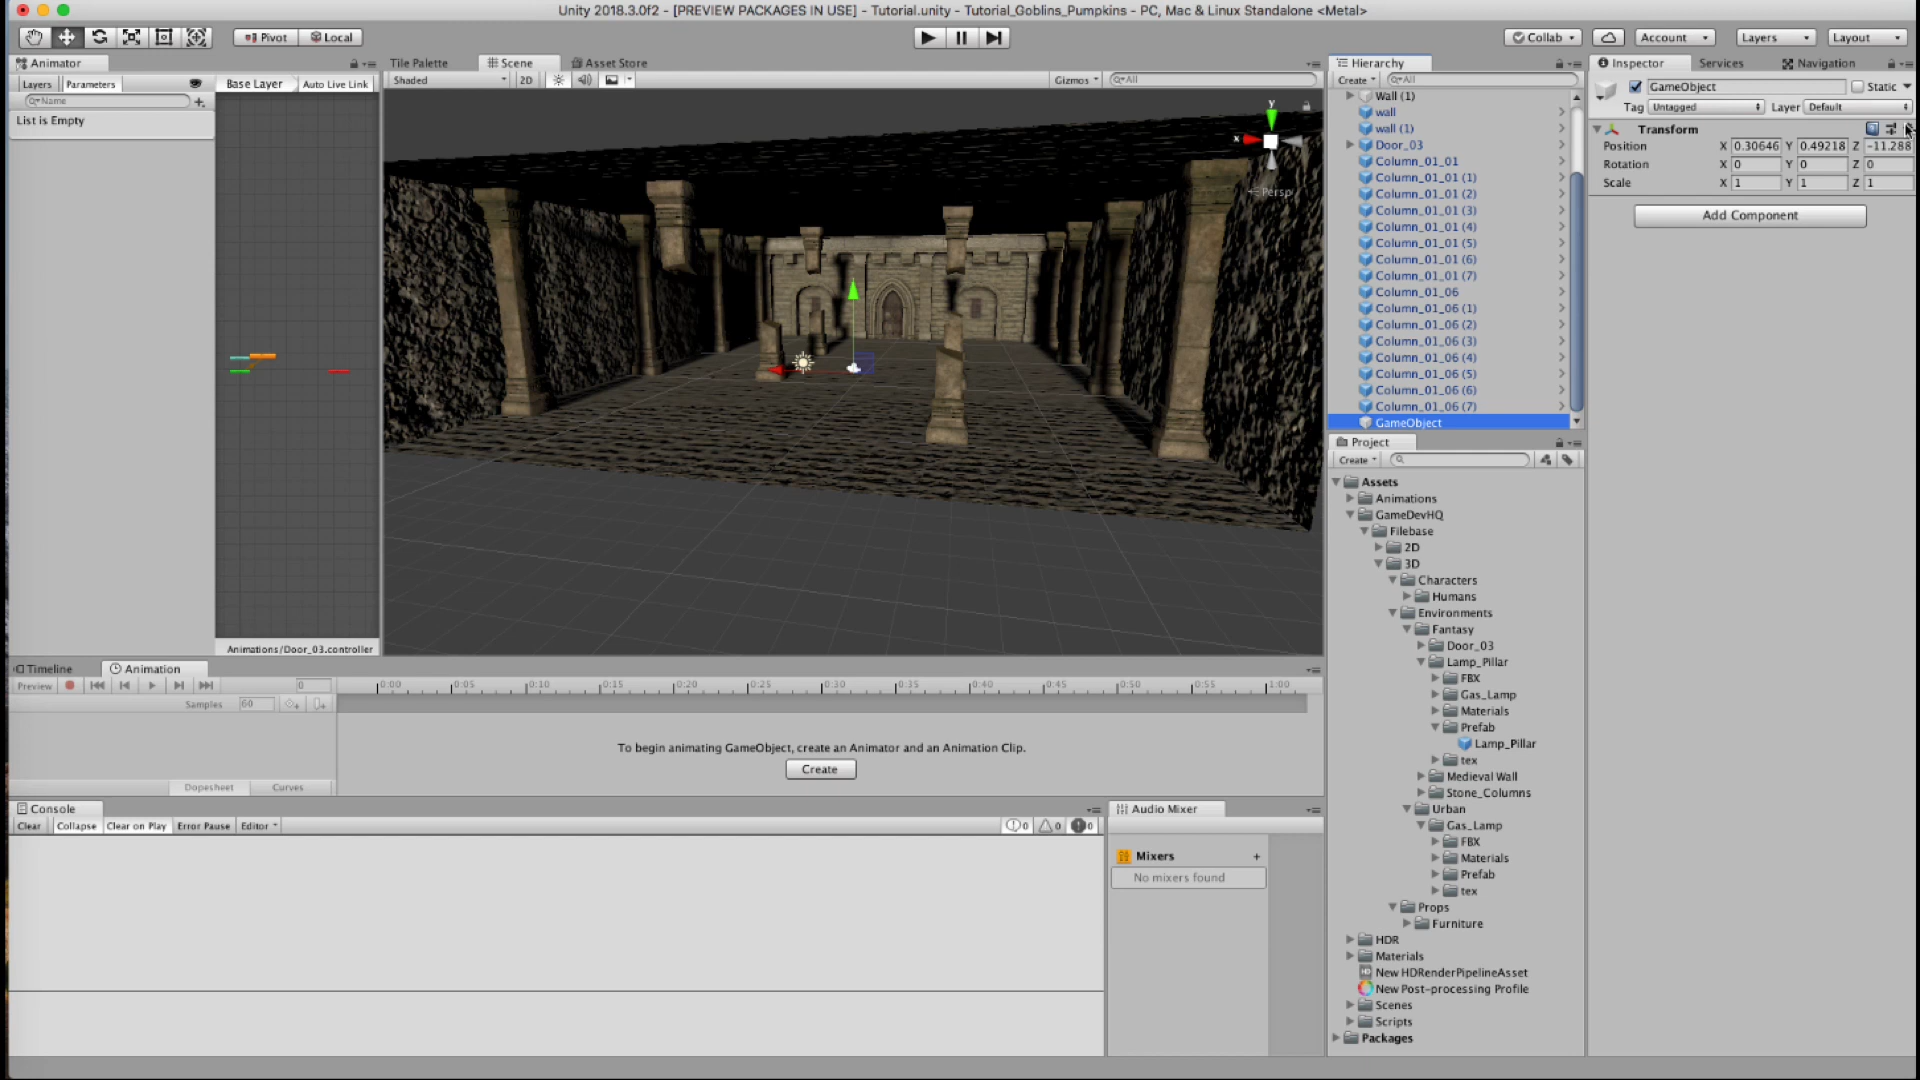 Unity 2018.3.0f2 - [PREVIEW PACKAGES IN USE] - Tutorial.unity - Tutorial_Goblins_Pumpkins - PC, Mac & Linux Standalone <Metal>
Pivot Local Collab Account Layers Layout
Animator
Layers Parameters Base Layer Auto Live Link
Name
List is Empty
Animations/Door_03.controller
Tile Palette Scene Asset Store
Shaded 2D Gizmos All
y
x
Persp
Hierarchy
Create All
Wall (1)
wall
wall (1)
Door_03
Column_01_01
Column_01_01 (1)
Column_01_01 (2)
Column_01_01 (3)
Column_01_01 (4)
Column_01_01 (5)
Column_01_01 (6)
Column_01_01 (7)
Column_01_06
Column_01_06 (1)
Column_01_06 (2)
Column_01_06 (3)
Column_01_06 (4)
Column_01_06 (5)
Column_01_06 (6)
Column_01_06 (7)
GameObject
Project
Create
Assets
Animations
GameDevHQ
Filebase
2D
3D
Characters
Humans
Environments
Fantasy
Door_03
Lamp_Pillar
FBX
Gas_Lamp
Materials
Prefab
Lamp_Pillar
tex
Medieval Wall
Stone_Columns
Urban
Gas_Lamp
FBX
Materials
Prefab
tex
Props
Furniture
HDR
Materials
New HDRenderPipelineAsset
New Post-processing Profile
Scenes
Scripts
Packages
Inspector Services Navigation
GameObject Static
Tag Untagged Layer Default
Transform
Position X 0.30646 Y 0.49218 Z -11.288
Rotation X 0 Y 0 Z 0
Scale X 1 Y 1 Z 1
Add Component
Timeline Animation
Preview 0 0:00 0:05 0:10 0:15 0:20 0:25 0:30 0:35 0:40 0:45 0:50 0:55 1:00
Samples 60
To begin animating GameObject, create an Animator and an Animation Clip.
Create
Dopesheet Curves
Console
Clear Collapse Clear on Play Error Pause Editor 0 0 0
Audio Mixer
Mixers +
No mixers found